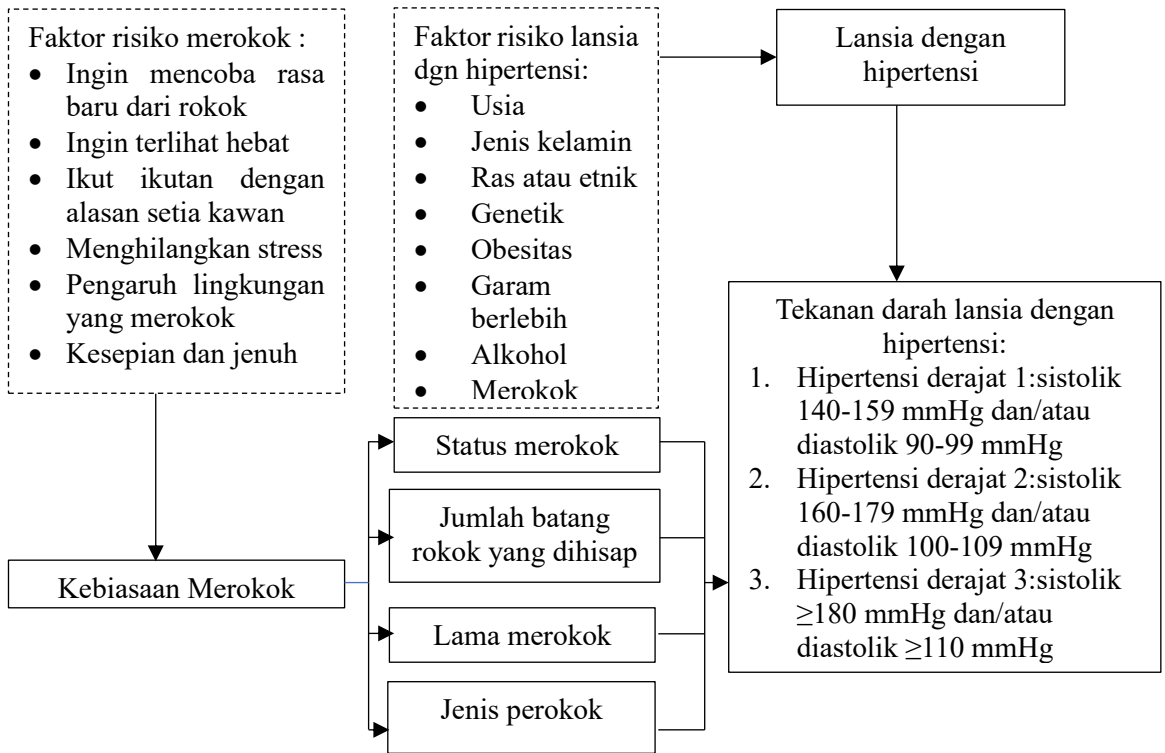 Faktor risiko merokok :
• Ingin mencoba rasa
baru dari rokok
• Ingin terlihat hebat
• Ikut ikutan dengan
alasan setia kawan
• Menghilangkan stress
• Pengaruh lingkungan
yang merokok
• Kesepian dan jenuh
Faktor risiko lansia
dgn hipertensi:
• Usia
• Jenis kelamin
• Ras atau etnik
• Genetik
• Obesitas
• Garam
berlebih
• Alkohol
• Merokok
Lansia dengan
hipertensi
Kebiasaan Merokok
Status merokok
Jumlah batang
rokok yang dihisap
Lama merokok
Jenis perokok
Tekanan darah lansia dengan
hipertensi:
1. Hipertensi derajat 1:sistolik
140-159 mmHg dan/atau
diastolik 90-99 mmHg
2. Hipertensi derajat 2:sistolik
160-179 mmHg dan/atau
diastolik 100-109 mmHg
3. Hipertensi derajat 3:sistolik
≥180 mmHg dan/atau
diastolik ≥110 mmHg